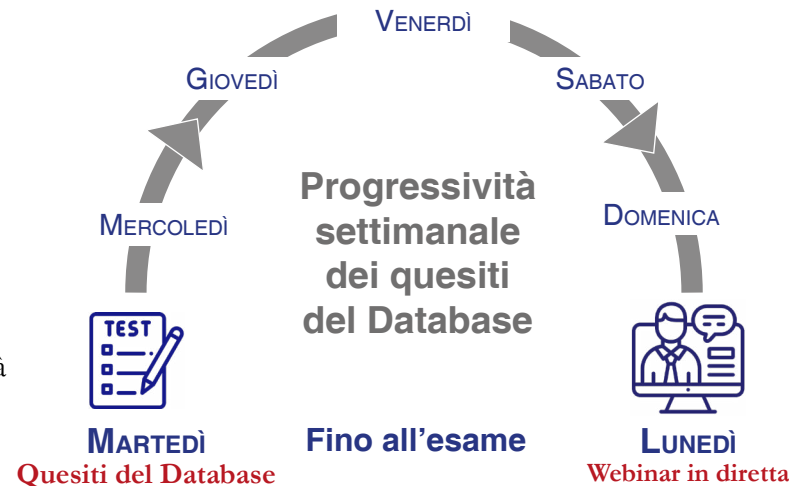 VENERDÌ
GIOVEDÌ
SABATO
MERCOLEDÌ
DOMENICA
Progressività
settimanale
dei quesiti
del Database
TEST
à
MARTEDÌ
Quesiti del Database
Fino all'esame
LUNEDÌ
Webinar in diretta